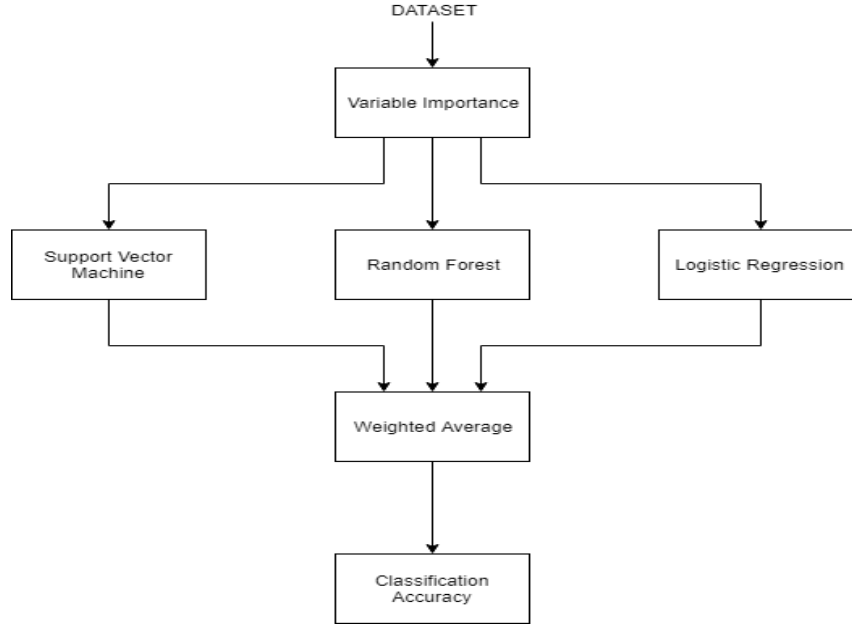 DATASET
Variable Importance
Support Vector
Machine
Random Forest
Logistic Regression
Weighted Average
Classification
Accuracy